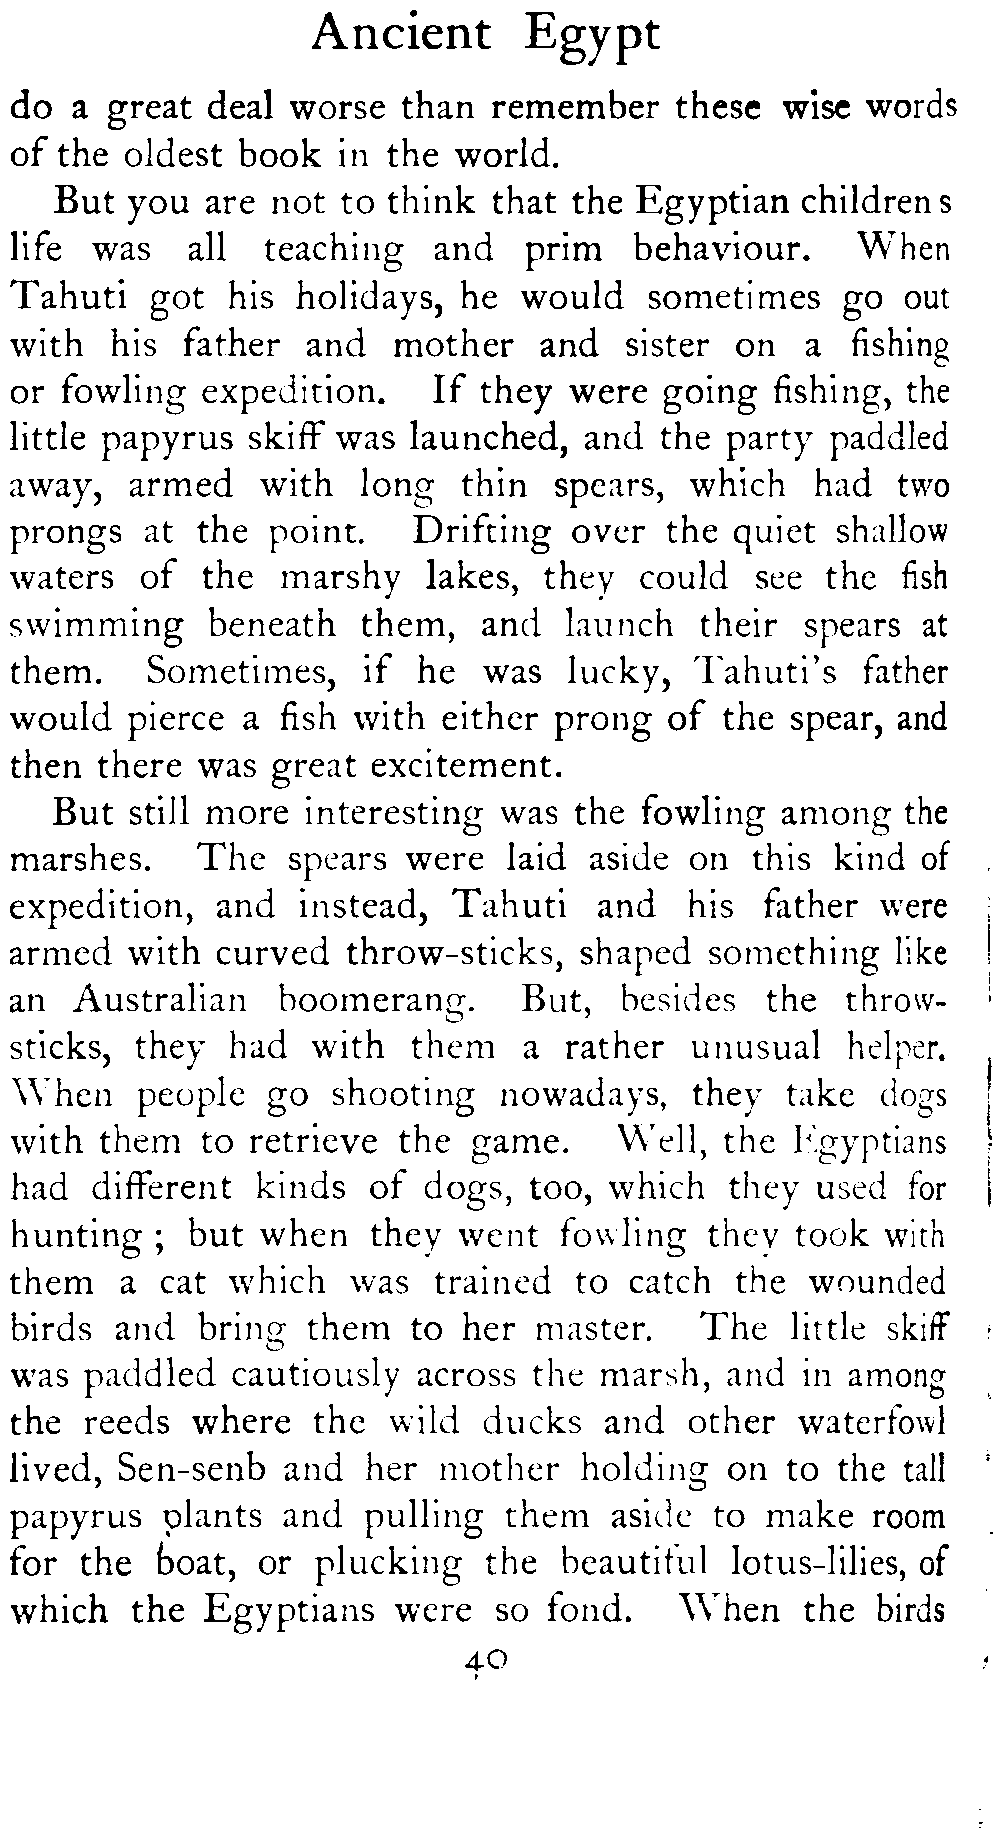 Ancient Egypt
do a great deal worse than remember these wise words
of the oldest book in the world.
But you are not to think that the Egyptian children s
life was all teaching and prim behaviour. When
Tahuti got his holidays, he would sometimes go out
with his father and mother and sister on a fishing
or fowling expedition. If they were going fishing, the
little papyrus skiff was launched, and the party paddled
away, armed with long thin spears, which had two
prongs at the point. Drifting over the quiet shallow
waters of the marshy lakes, they could see the fish
swimming beneath them, and launch their spears at
them. Sometimes, if he was lucky, Tahuti's father
would pierce a fish with either prong of the spear, and
then there was great excitement.
But still more interesting was the fowling among the
marshes. The spears were laid aside on this kind of
expedition, and instead, Tahuti and his father were
armed with curved throw-sticks, shaped something like
an Australian boomerang. But, besides the throw-
sticks, they had with them a rather unusual helper.
When people go shooting nowadays, they take dogs
with them to retrieve the game. Well, the Egyptians
had different kinds of dogs, too, which they used for
hunting ; but when they went fowling they took with
them a cat which was trained to catch the wounded
birds and bring them to her master. The little skiff
was paddled cautiously across the marsh, and in among
the reeds where the wild ducks and other waterfowl
lived, Sen-senb and her mother holding on to the tall
papyrus plants and pulling them aside to make room
for the boat, or plucking the beautiful lotus-lilies, of
which the Egyptians were so fond. When the birds
40